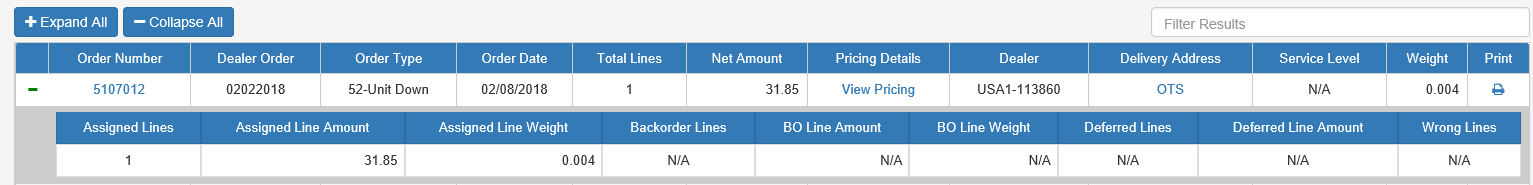 Expand All Collapse All Filter Results
Order Number Dealer Order Order Type Order Date Total Lines Net Amount Pricing Details Dealer Delivery Address Service Level Weight Print
5107012 02022018 52-Unit Down 02/08/2018 1 31.85 View Pricing USA1-113860 OTS N/A 0.004
Assigned Lines Assigned Line Amount Assigned Line Weight Backorder Lines BO Line Amount BO Line Weight Deferred Lines Deferred Line Amount Wrong Lines
1 31.85 0.004 N/A N/A N/A N/A N/A N/A